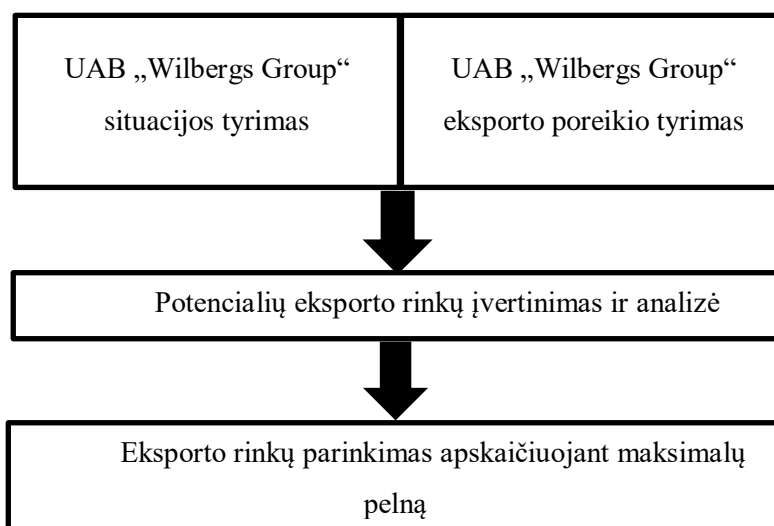 UAB „Wilbergs Group“
situacijos tyrimas
UAB „Wilbergs Group“
eksporto poreikio tyrimas
Potencialių eksporto rinkų įvertinimas ir analizė
Eksporto rinkų parinkimas apskaičiuojant maksimalų
pelną